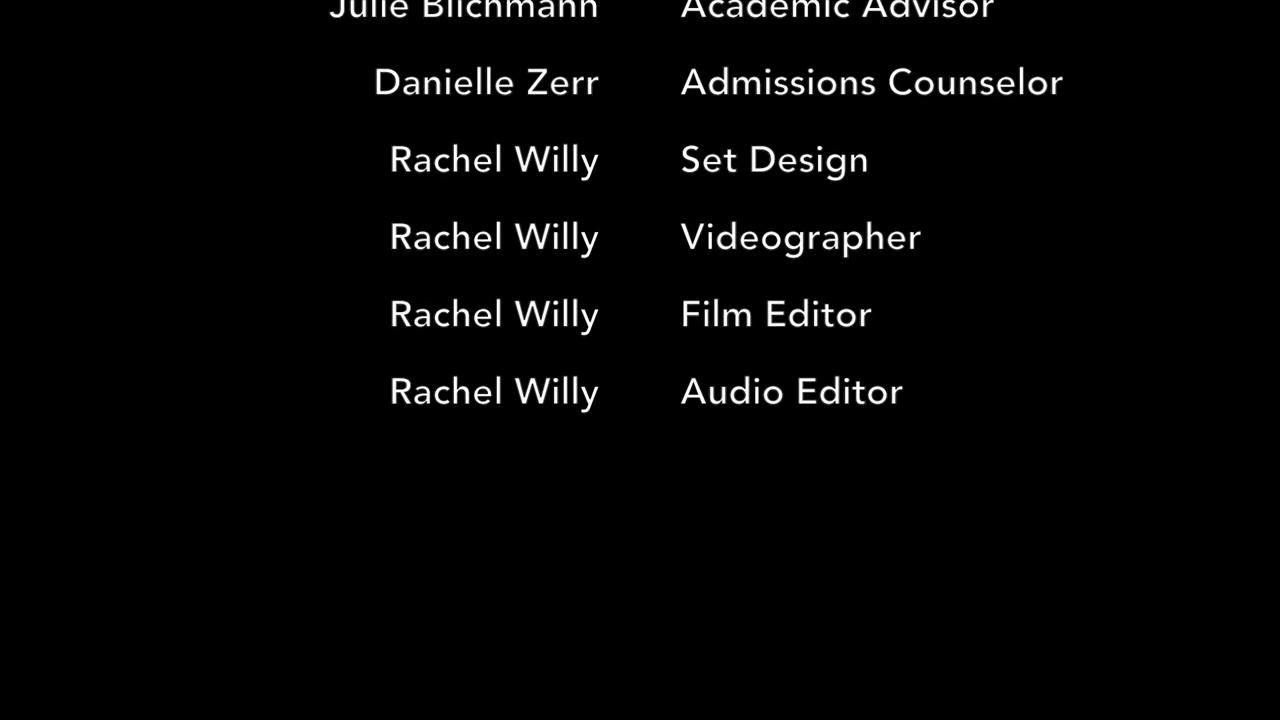 Julie Blichmann Academic Advisor
Danielle Zerr Admissions Counselor
Rachel Willy Set Design
Rachel Willy Videographer
Rachel Willy Film Editor
Rachel Willy Audio Editor